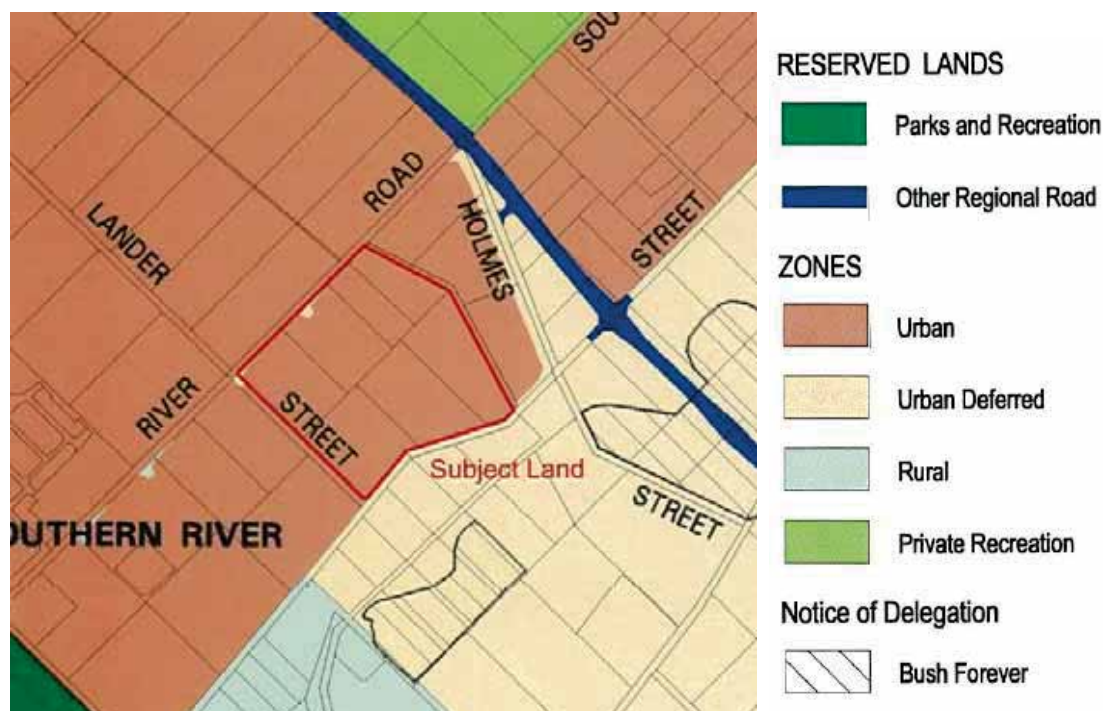 SOU
ROAD
HOLMES
STREET
LANDER
RIVER
STREET
Subject Land
STREET
OUTHERN RIVER
RESERVED LANDS
Parks and Recreation
Other Regional Road
ZONES
Urban
Urban Deferred
Rural
Private Recreation
Notice of Delegation
Bush Forever